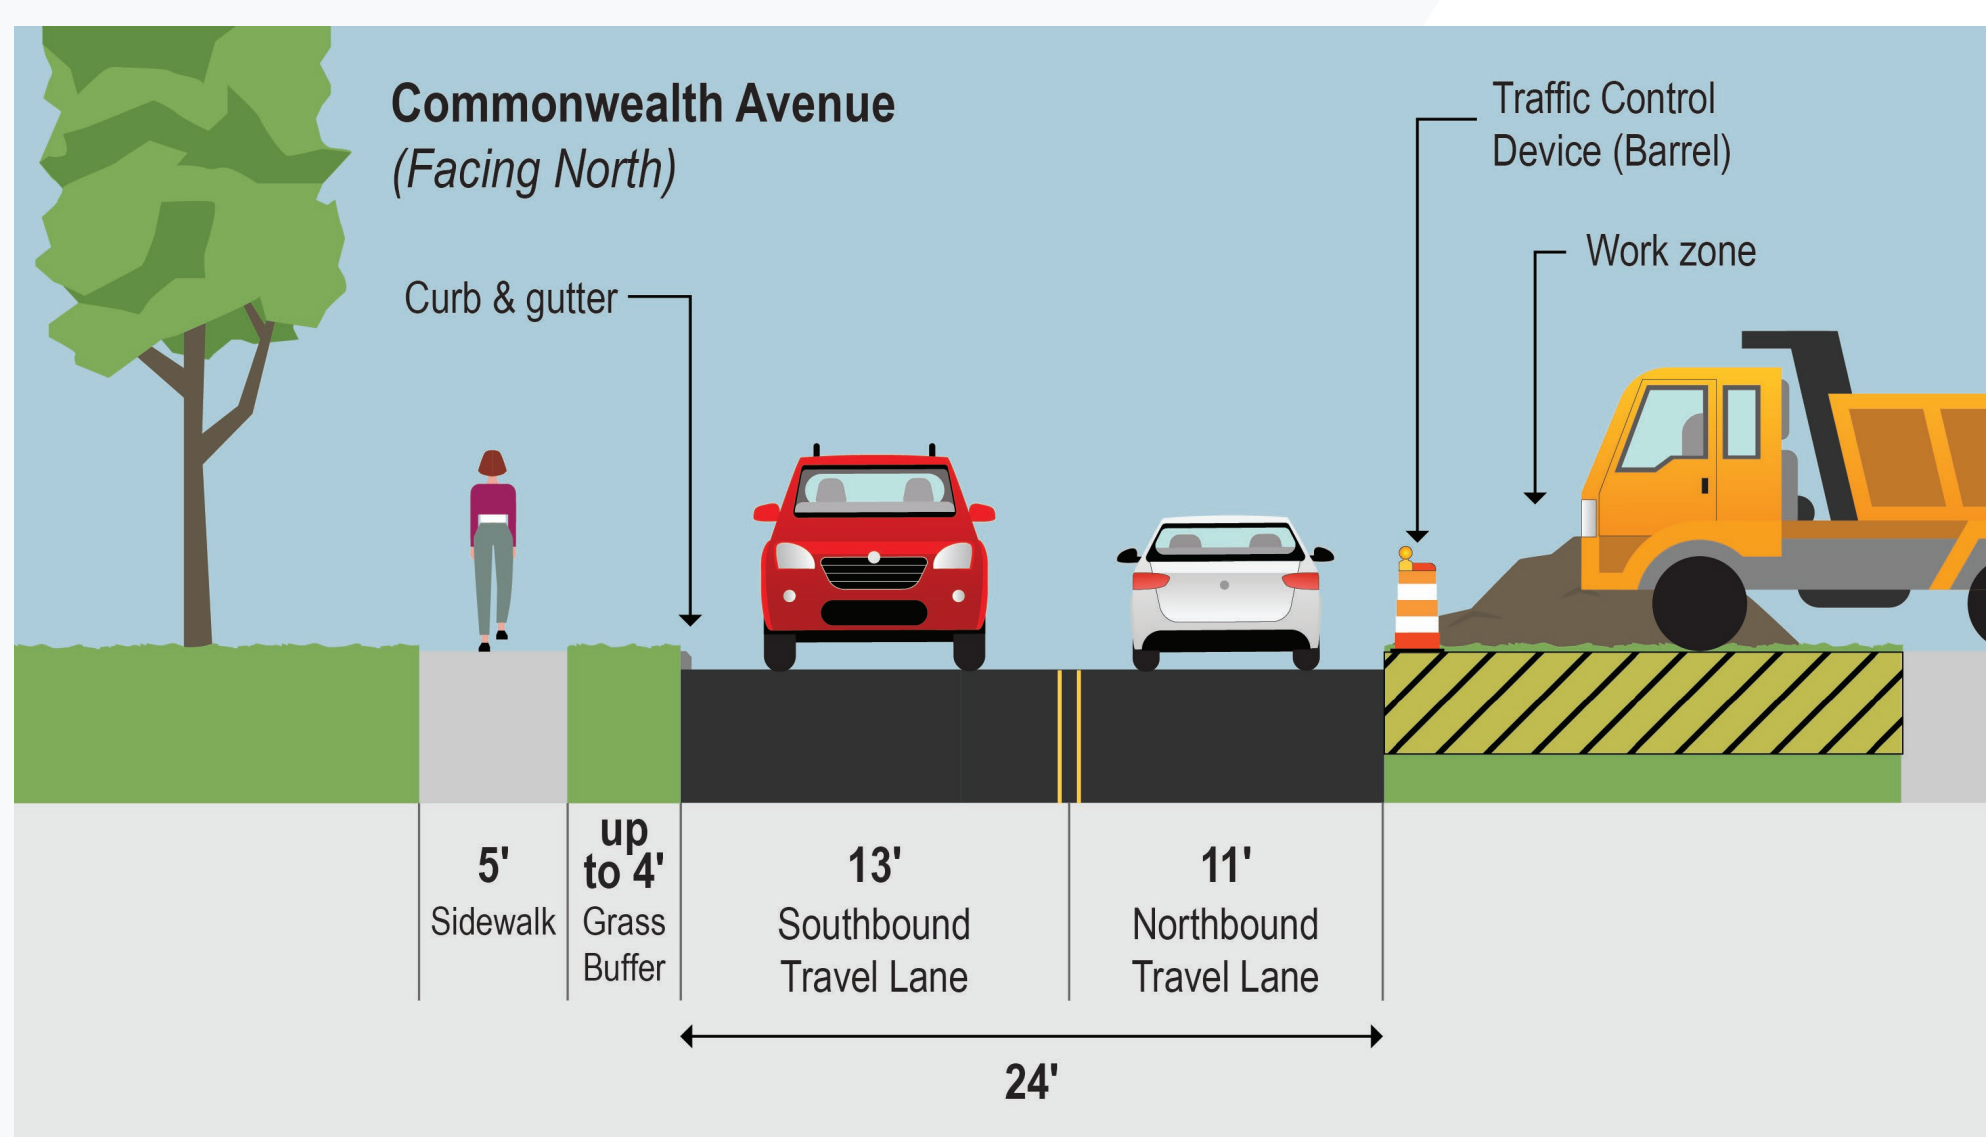 Commonwealth Avenue
(Facing North)
Traffic Control
Device (Barrel)
Work zone
Curb & gutter
5'
Sidewalk
up
to 4'
Grass
Buffer
13'
Southbound
Travel Lane
11'
Northbound
Travel Lane
24'